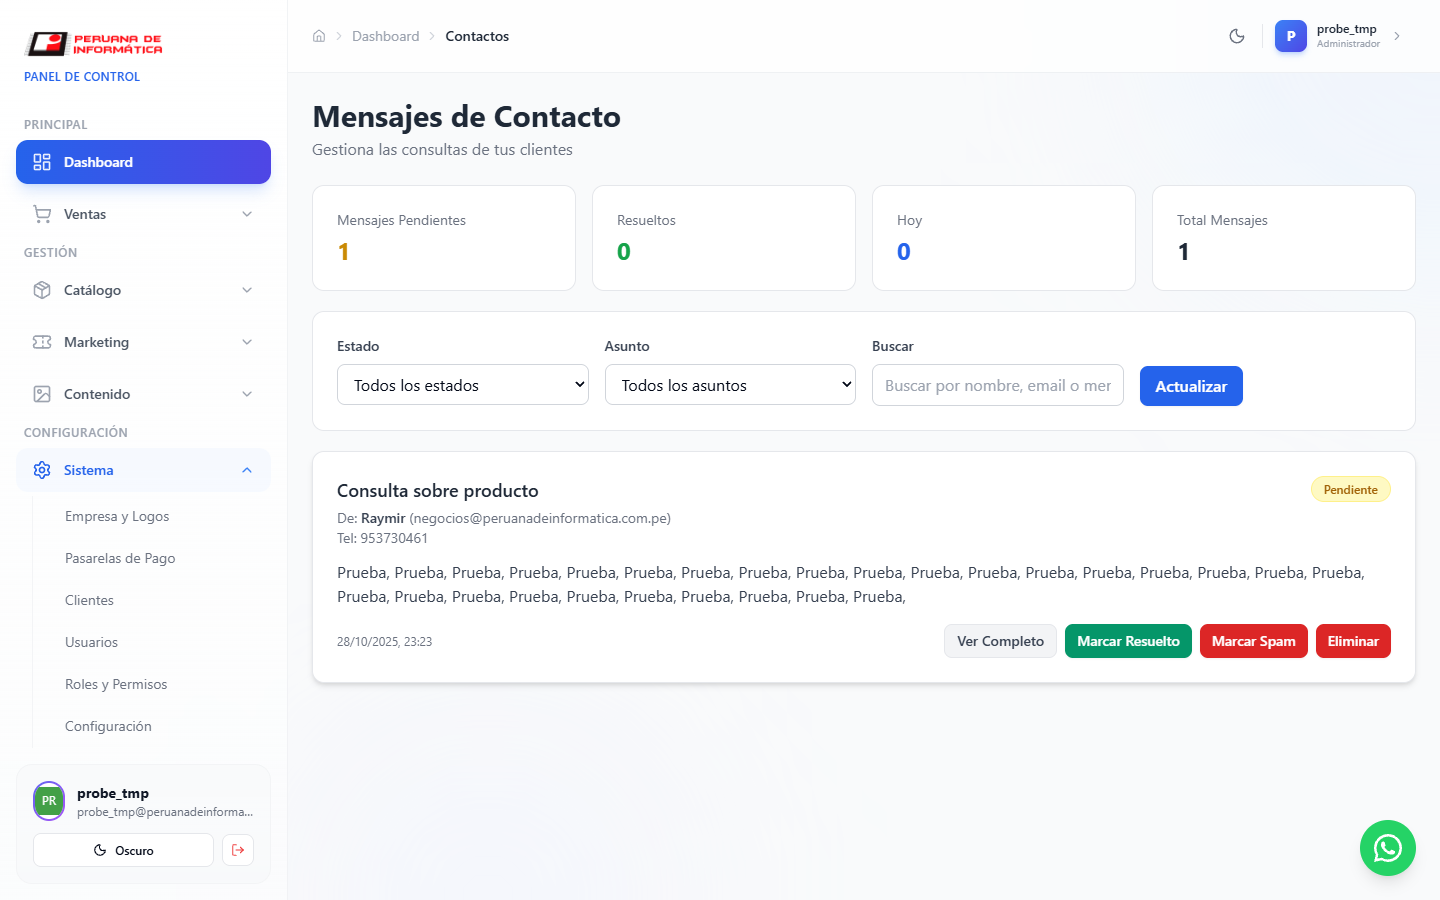 PERUANA DE
INFORMÁTICA
PANEL DE CONTROL
PRINCIPAL
Dashboard
Ventas
GESTIÓN
Catálogo
Marketing
Contenido
CONFIGURACIÓN
Sistema
Empresa y Logos
Pasarelas de Pago
Clientes
Usuarios
Roles y Permisos
Configuración
PR
probe_tmp
probe_tmp@peruanadeinforma...
Oscuro
Dashboard
Contactos
P
probe_tmp
Administrador
Mensajes de Contacto
Gestiona las consultas de tus clientes
Mensajes Pendientes
1
Resueltos
0
Hoy
0
Total Mensajes
1
Estado
Todos los estados
Asunto
Todos los asuntos
Buscar
Buscar por nombre, email o mer
Actualizar
Consulta sobre producto
Pendiente
De: Raymir (negocios@peruanadeinformatica.com.pe)
Tel: 953730461
Prueba, Prueba, Prueba, Prueba, Prueba, Prueba, Prueba, Prueba, Prueba, Prueba, Prueba, Prueba, Prueba, Prueba, Prueba, Prueba, Prueba, Prueba,
Prueba, Prueba, Prueba, Prueba, Prueba, Prueba, Prueba, Prueba, Prueba, Prueba,
28/10/2025, 23:23
Ver Completo
Marcar Resuelto
Marcar Spam
Eliminar